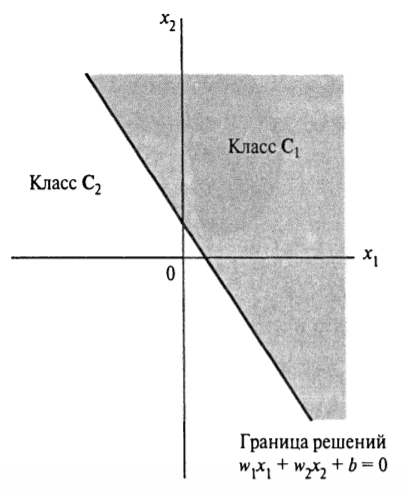 x₂
Класс C₁
Класс C₂
x₁
0
Граница решений
w₁x₁ + w₂x₂ + b = 0